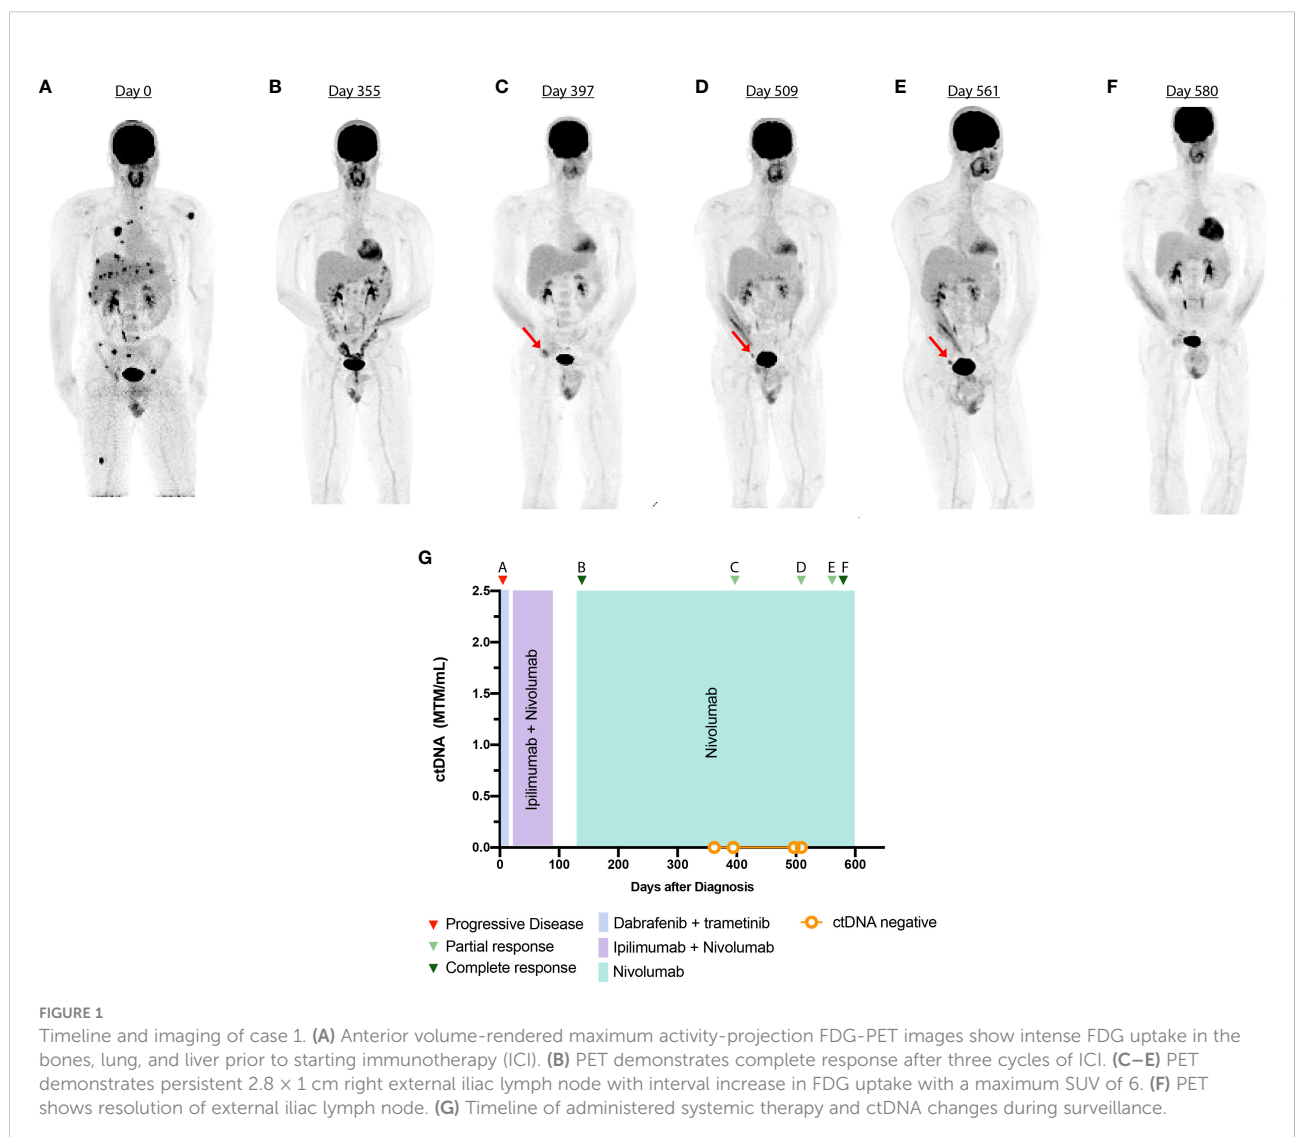 A Day 0 B Day 355 C Day 397 D Day 509 E Day 561 F Day 580
G
A B C D E F
2.5
2.0
1.5
1.0
0.5
0.0
ctDNA (MTM/mL)
Ipilimumab + Nivolumab
Nivolumab
0 100 200 300 400 500 600
Days after Diagnosis
Progressive Disease Dabrafenib + trametinib ctDNA negative
Partial response Ipilimumab + Nivolumab
Complete response Nivolumab
FIGURE 1
Timeline and imaging of case 1. (A) Anterior volume-rendered maximum activity-projection FDG-PET images show intense FDG uptake in the
bones, lung, and liver prior to starting immunotherapy (ICI). (B) PET demonstrates complete response after three cycles of ICI. (C–E) PET
demonstrates persistent 2.8 × 1 cm right external iliac lymph node with interval increase in FDG uptake with a maximum SUV of 6. (F) PET
shows resolution of external iliac lymph node. (G) Timeline of administered systemic therapy and ctDNA changes during surveillance.